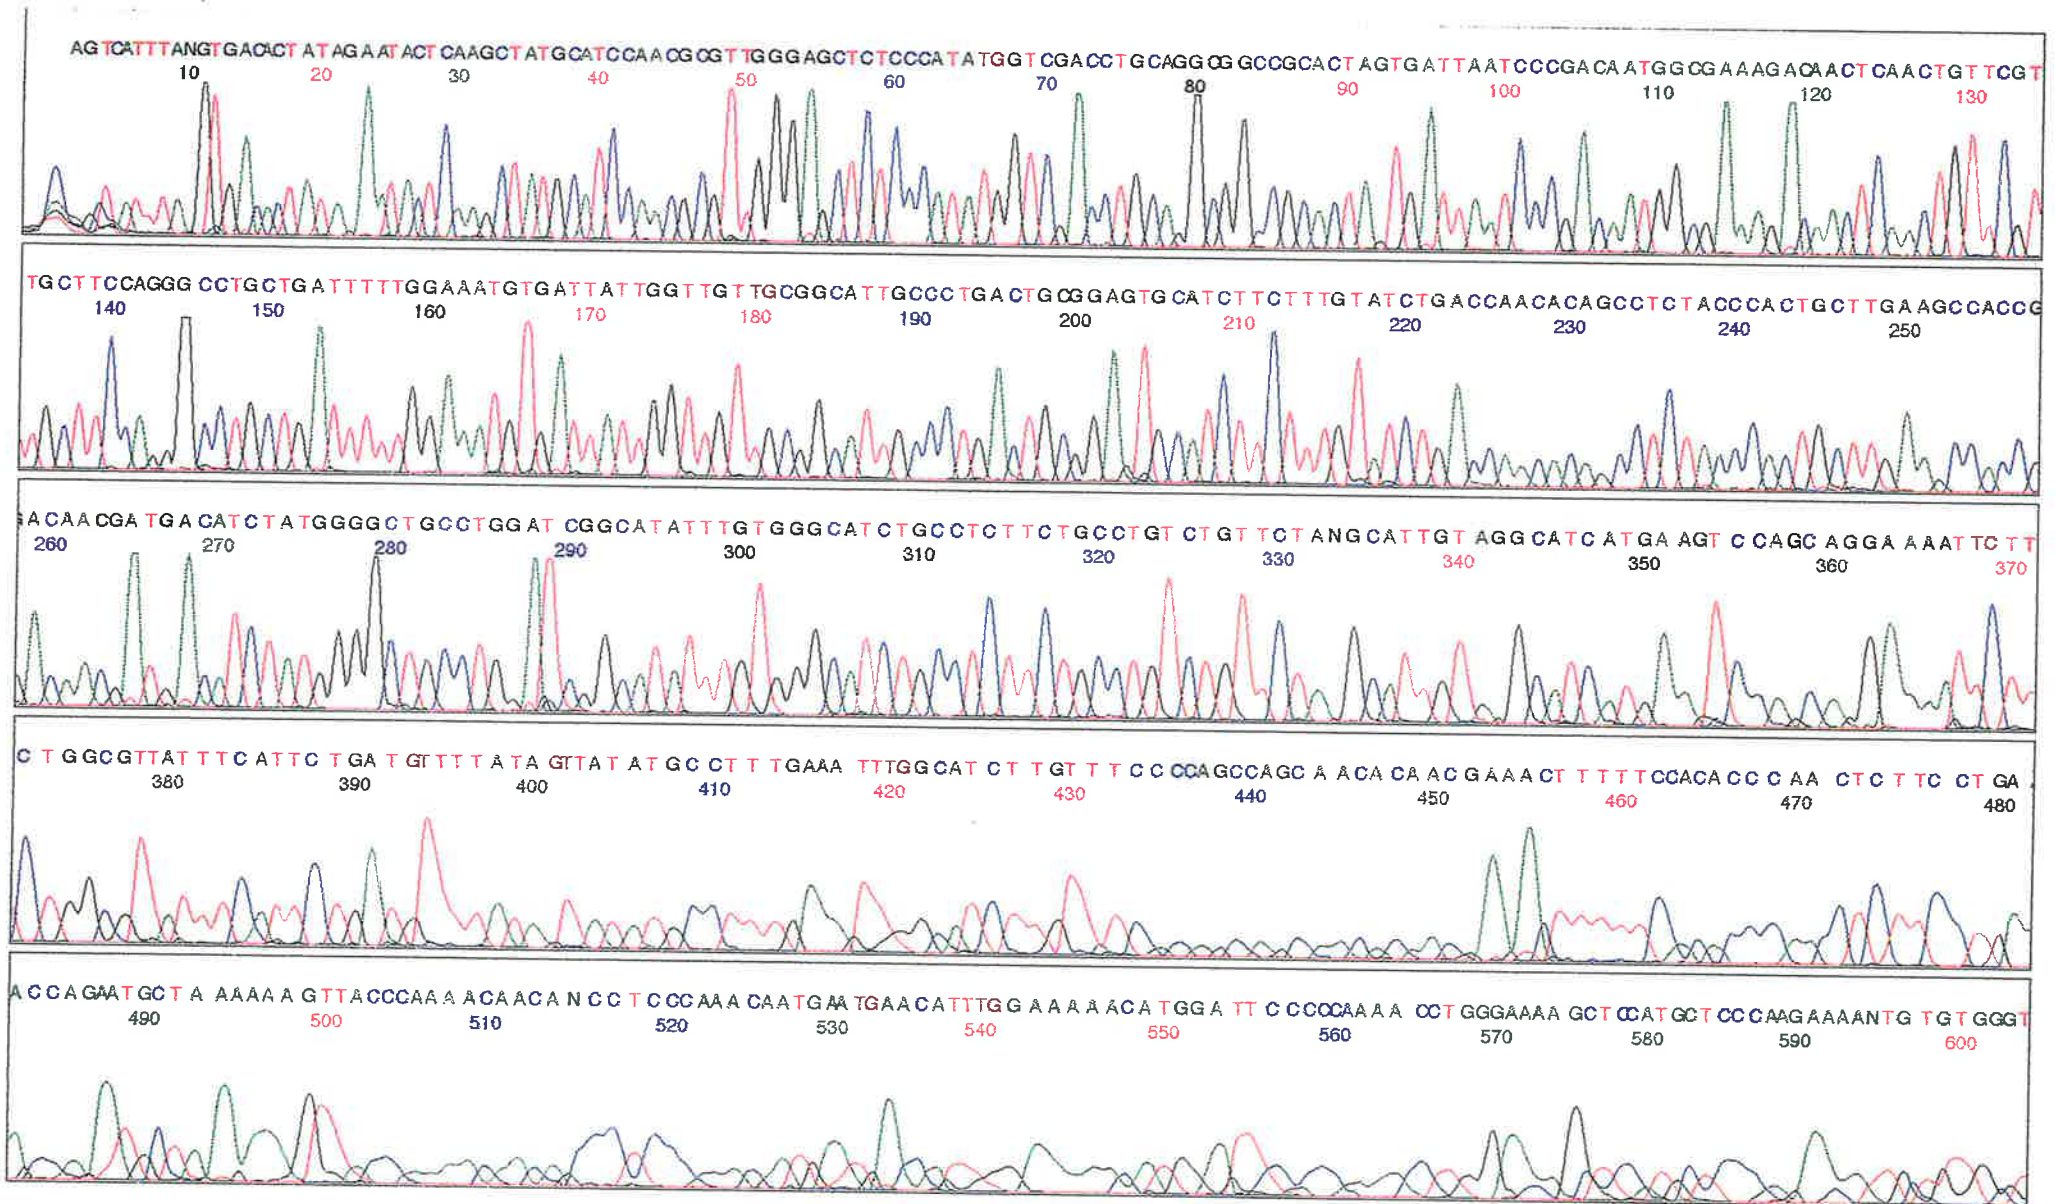 AGTCATTTANGTGACACTATAGAATACTCAAGCTATGCATCCAACGCGTTGGGAGCTCTCCCATATGGTCGACCTGCAGGCGGCCGCACTAGTGATTAATCCCGACAATGGCGAAAGACAACTCAACTGTTCGT
10 20 30 40 50 60 70 80 90 100 110 120 130
TGCTTCCAGGGCCTGCTGATTTTTGGAAATGTGATTATTGGTTGTTGCGGCATTGCCCTGACTGCGGAGTGCATCTTCTTTGTATCTGACCAACACAGCCTCTACCCACTGCTTGAAGCCACCG
140 150 160 170 180 190 200 210 220 230 240 250
ACAACGATGACATCTATGGGGCTGCCTGGATCGGCATATTTGTGGGCATCTGCCTCTTCTGCCTGTCTGTTCTANGCATTGTAGGCATCATGAAGTCCAGCAGGAAAATTCTT
260 270 280 290 300 310 320 330 340 350 360 370
CTGGCGTTATTTCATTCTGATGTTTTATAGTTATATGCCTTTGAAATTTGGCATCTTGTTTCCCCAGCCAGCAACACAACGAAACTTTTTCCACACCCAACTCTTCCTGA
380 390 400 410 420 430 440 450 460 470 480
ACCAGAATGCTAAAAAAGTTACCCAAAACAACANCCTCCCAAACAATGAATGAACATTTGGAAAAAACATGGATTCCCCCAAAACCTGGGAAAAGCTCCATGCTCCCAAGAAAANTGTGTGGGT
490 500 510 520 530 540 550 560 570 580 590 600